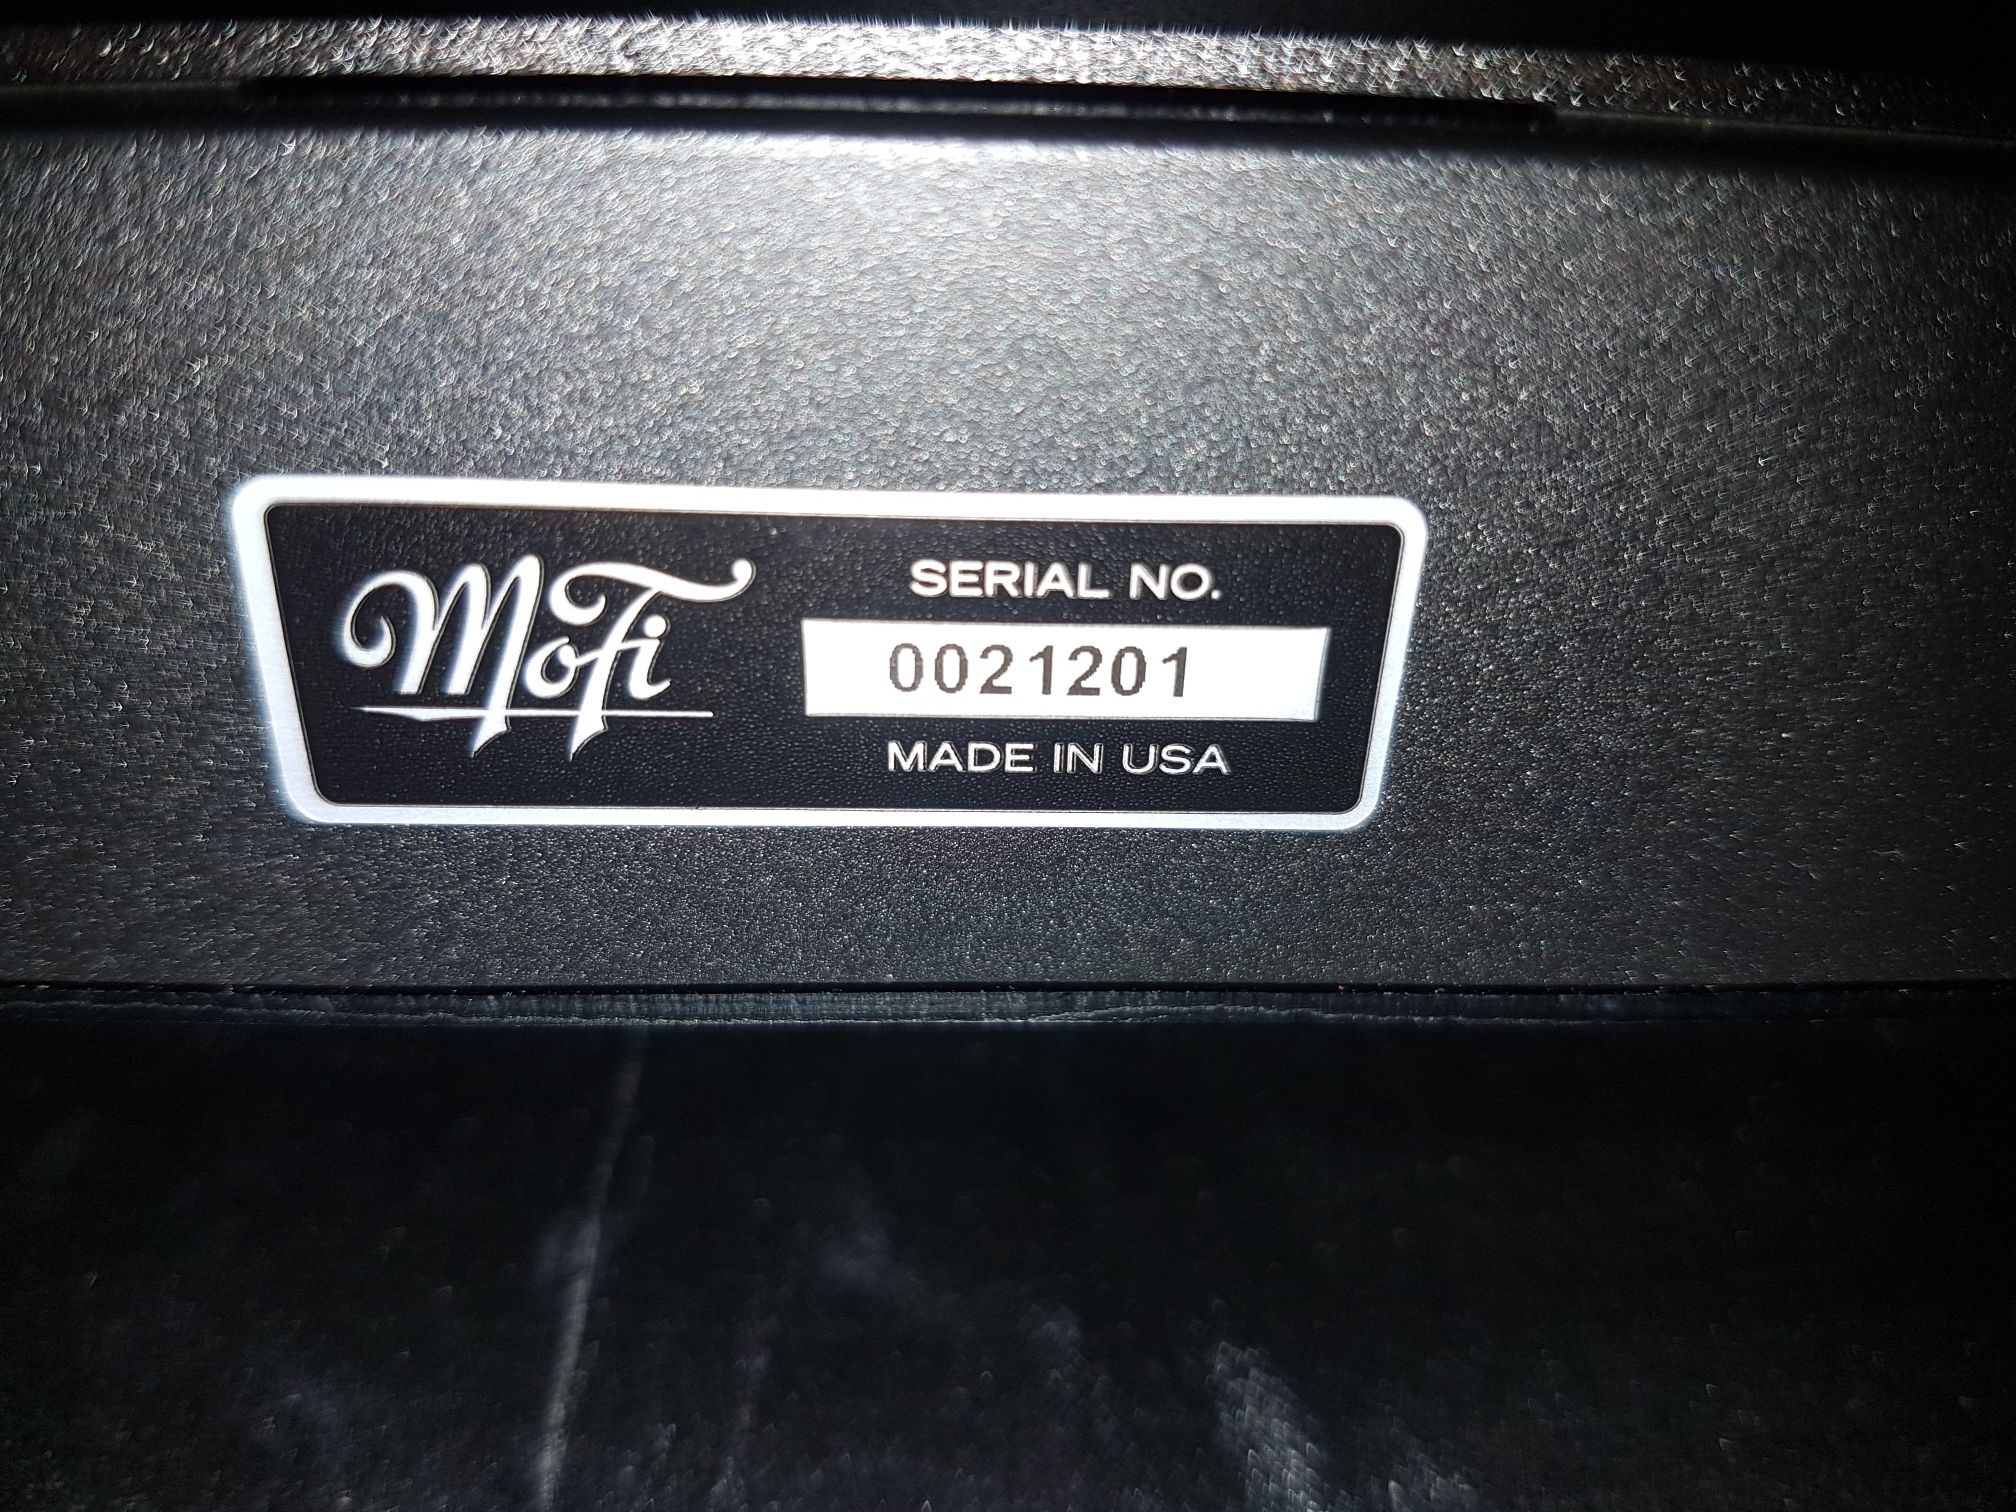 MoFi
SERIAL NO.
0021201
MADE IN USA